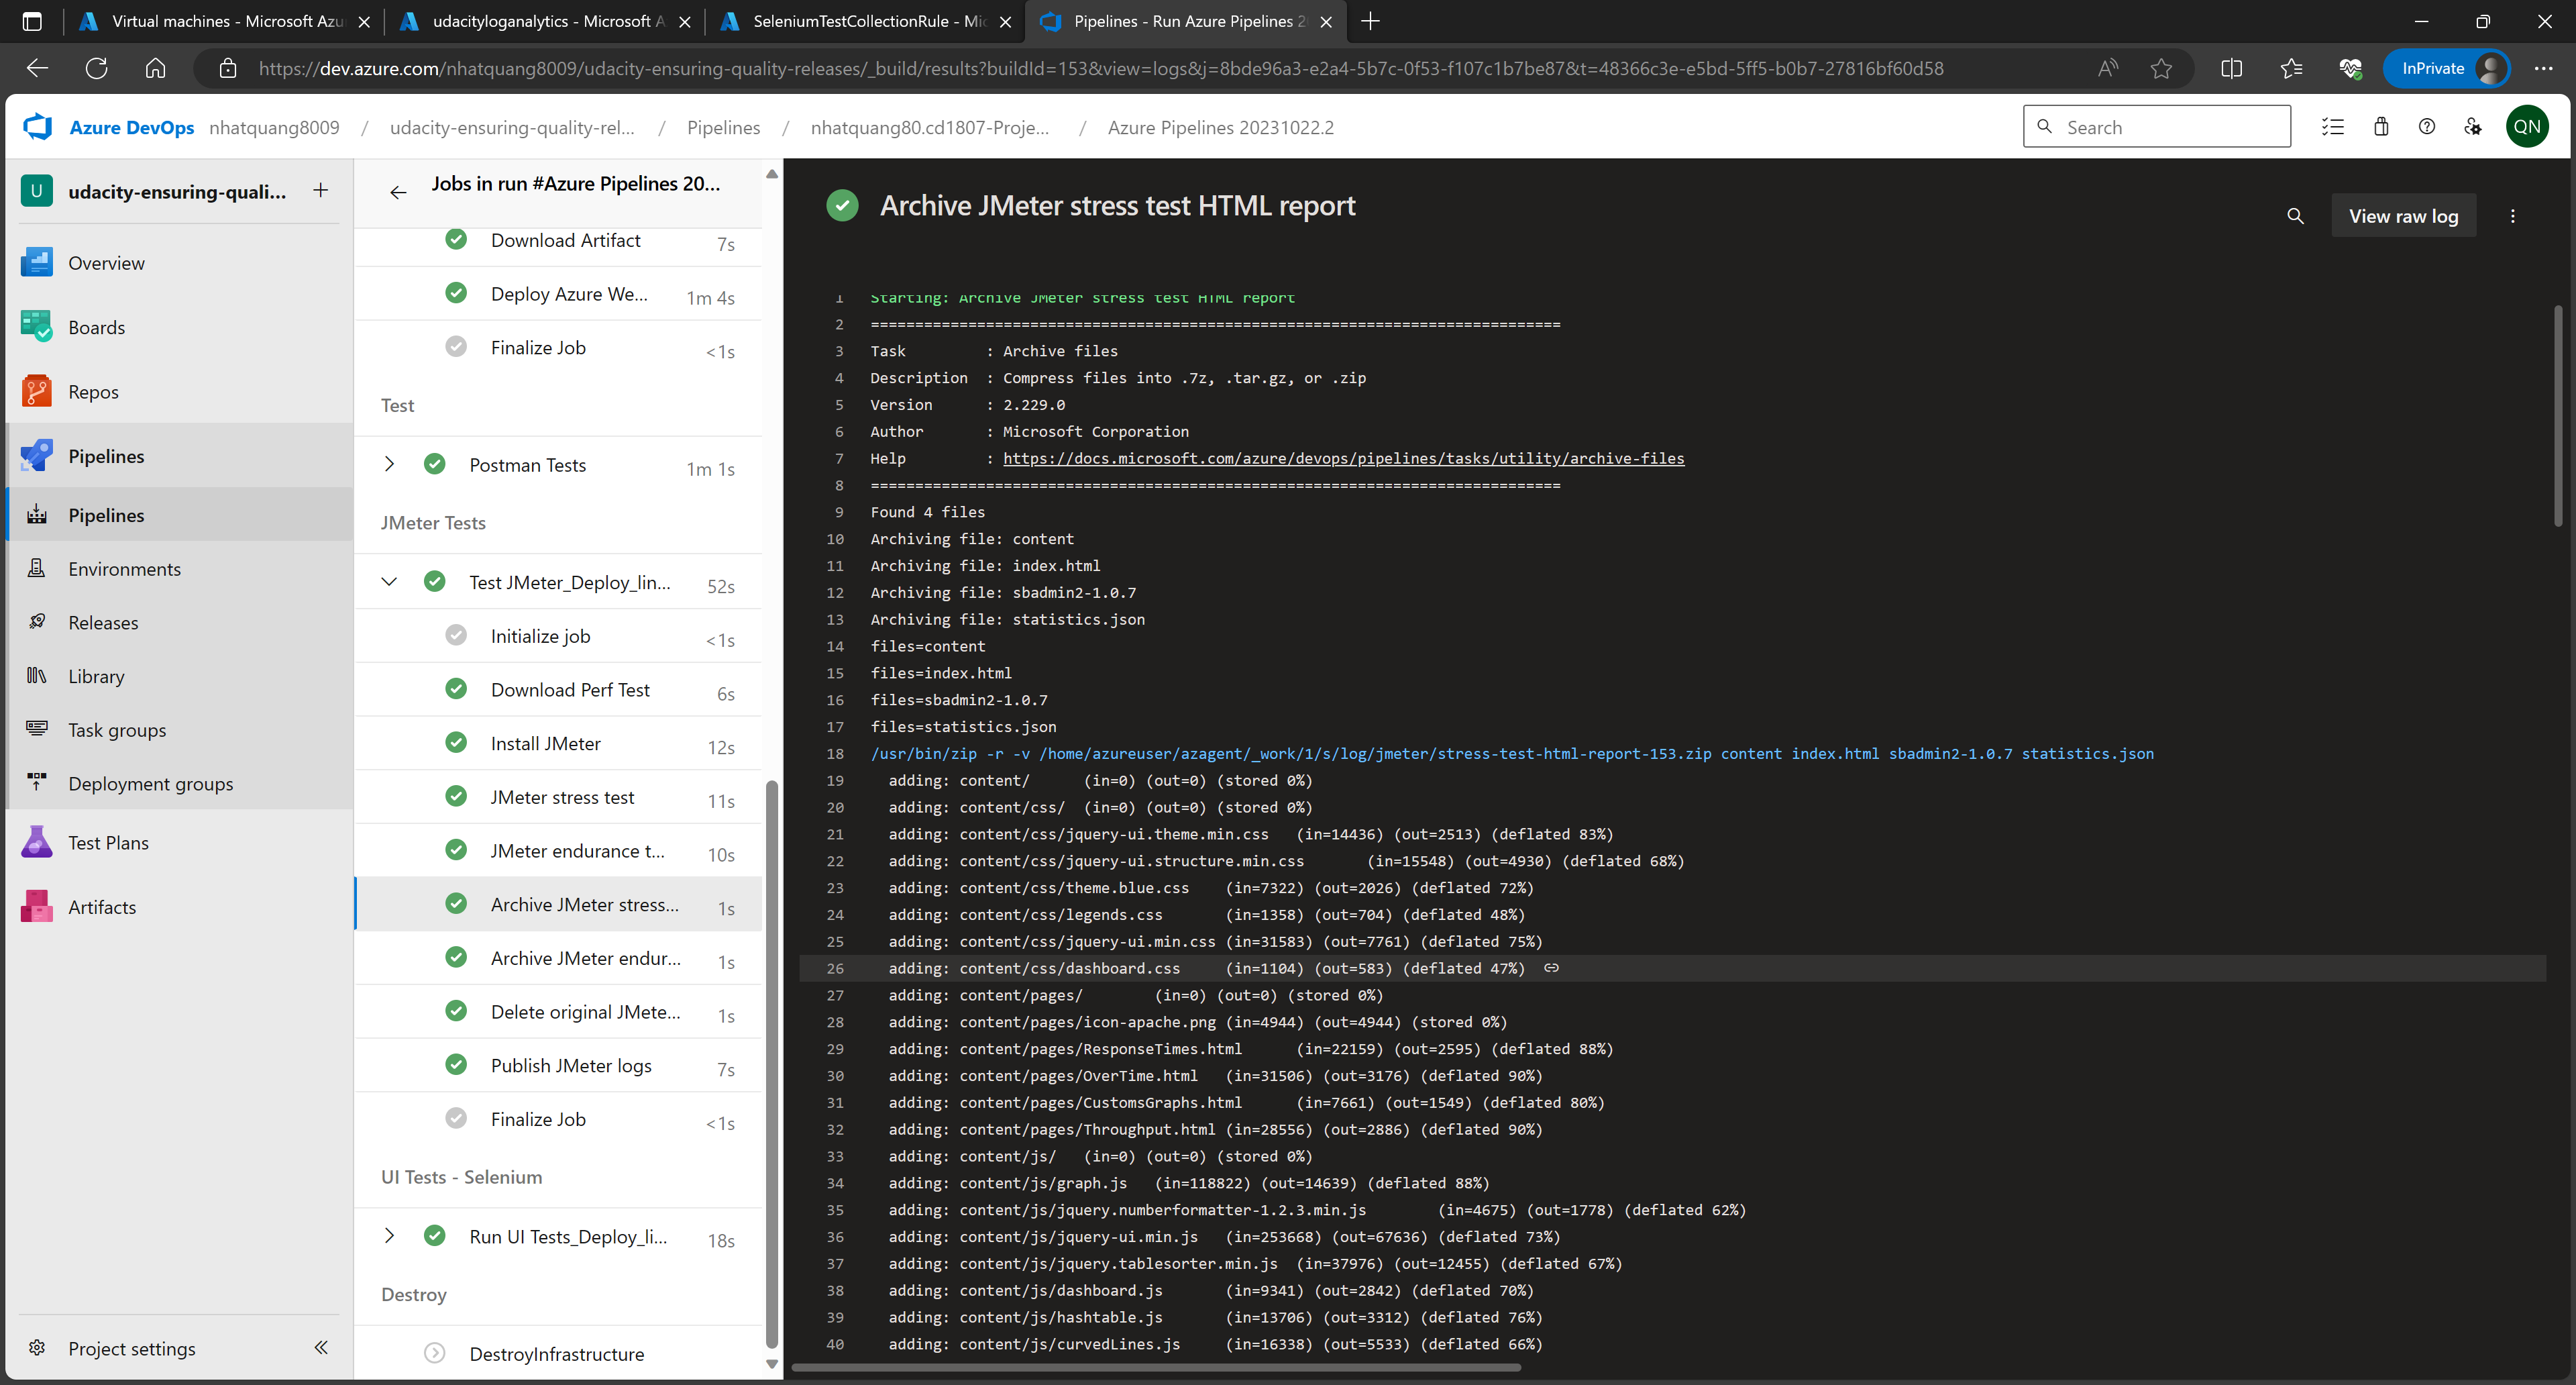 Virtual machines - Microsoft Azu
udacityloganalytics - Microsoft A
SeleniumTestCollectionRule - Mic
Pipelines - Run Azure Pipelines 2
https://dev.azure.com/nhatquang8009/udacity-ensuring-quality-releases/_build/results?buildId=153&view=logs&j=8bde96a3-e2a4-5b7c-0f53-f107c1b7be87&t=48366c3e-e5bd-5ff5-b0b7-27816bf60d58
InPrivate
Azure DevOps nhatquang8009 / udacity-ensuring-quality-rel... / Pipelines / nhatquang80.cd1807-Proje... / Azure Pipelines 20231022.2
Search
QN
U udacity-ensuring-quali...
Overview
Boards
Repos
Pipelines
Pipelines
Environments
Releases
Library
Task groups
Deployment groups
Test Plans
Artifacts
Project settings
Jobs in run #Azure Pipelines 20...
Download Artifact 7s
Deploy Azure We... 1m 4s
Finalize Job <1s
Test
Postman Tests 1m 1s
JMeter Tests
Test JMeter_Deploy_lin... 52s
Initialize job <1s
Download Perf Test 6s
Install JMeter 12s
JMeter stress test 11s
JMeter endurance t... 10s
Archive JMeter stress... 1s
Archive JMeter endur... 1s
Delete original JMete... 1s
Publish JMeter logs 7s
Finalize Job <1s
UI Tests - Selenium
Run UI Tests_Deploy_li... 18s
Destroy
DestroyInfrastructure
Archive JMeter stress test HTML report
View raw log
1 Starting: Archive JMeter stress test HTML report
2 ==============================================================================
3 Task : Archive files
4 Description : Compress files into .7z, .tar.gz, or .zip
5 Version : 2.229.0
6 Author : Microsoft Corporation
7 Help : https://docs.microsoft.com/azure/devops/pipelines/tasks/utility/archive-files
8 ==============================================================================
9 Found 4 files
10 Archiving file: content
11 Archiving file: index.html
12 Archiving file: sbadmin2-1.0.7
13 Archiving file: statistics.json
14 files=content
15 files=index.html
16 files=sbadmin2-1.0.7
17 files=statistics.json
18 /usr/bin/zip -r -v /home/azureuser/azagent/_work/1/s/log/jmeter/stress-test-html-report-153.zip content index.html sbadmin2-1.0.7 statistics.json
19 adding: content/ (in=0) (out=0) (stored 0%)
20 adding: content/css/ (in=0) (out=0) (stored 0%)
21 adding: content/css/jquery-ui.theme.min.css (in=14436) (out=2513) (deflated 83%)
22 adding: content/css/jquery-ui.structure.min.css (in=15548) (out=4930) (deflated 68%)
23 adding: content/css/theme.blue.css (in=7322) (out=2026) (deflated 72%)
24 adding: content/css/legends.css (in=1358) (out=704) (deflated 48%)
25 adding: content/css/jquery-ui.min.css (in=31583) (out=7761) (deflated 75%)
26 adding: content/css/dashboard.css (in=1104) (out=583) (deflated 47%)
27 adding: content/pages/ (in=0) (out=0) (stored 0%)
28 adding: content/pages/icon-apache.png (in=4944) (out=4944) (stored 0%)
29 adding: content/pages/ResponseTimes.html (in=22159) (out=2595) (deflated 88%)
30 adding: content/pages/OverTime.html (in=31506) (out=3176) (deflated 90%)
31 adding: content/pages/CustomsGraphs.html (in=7661) (out=1549) (deflated 80%)
32 adding: content/pages/Throughput.html (in=28556) (out=2886) (deflated 90%)
33 adding: content/js/ (in=0) (out=0) (stored 0%)
34 adding: content/js/graph.js (in=118822) (out=14639) (deflated 88%)
35 adding: content/js/jquery.numberformatter-1.2.3.min.js (in=4675) (out=1778) (deflated 62%)
36 adding: content/js/jquery-ui.min.js (in=253668) (out=67636) (deflated 73%)
37 adding: content/js/jquery.tablesorter.min.js (in=37976) (out=12455) (deflated 67%)
38 adding: content/js/dashboard.js (in=9341) (out=2842) (deflated 70%)
39 adding: content/js/hashtable.js (in=13706) (out=3312) (deflated 76%)
40 adding: content/js/curvedLines.js (in=16338) (out=5533) (deflated 66%)